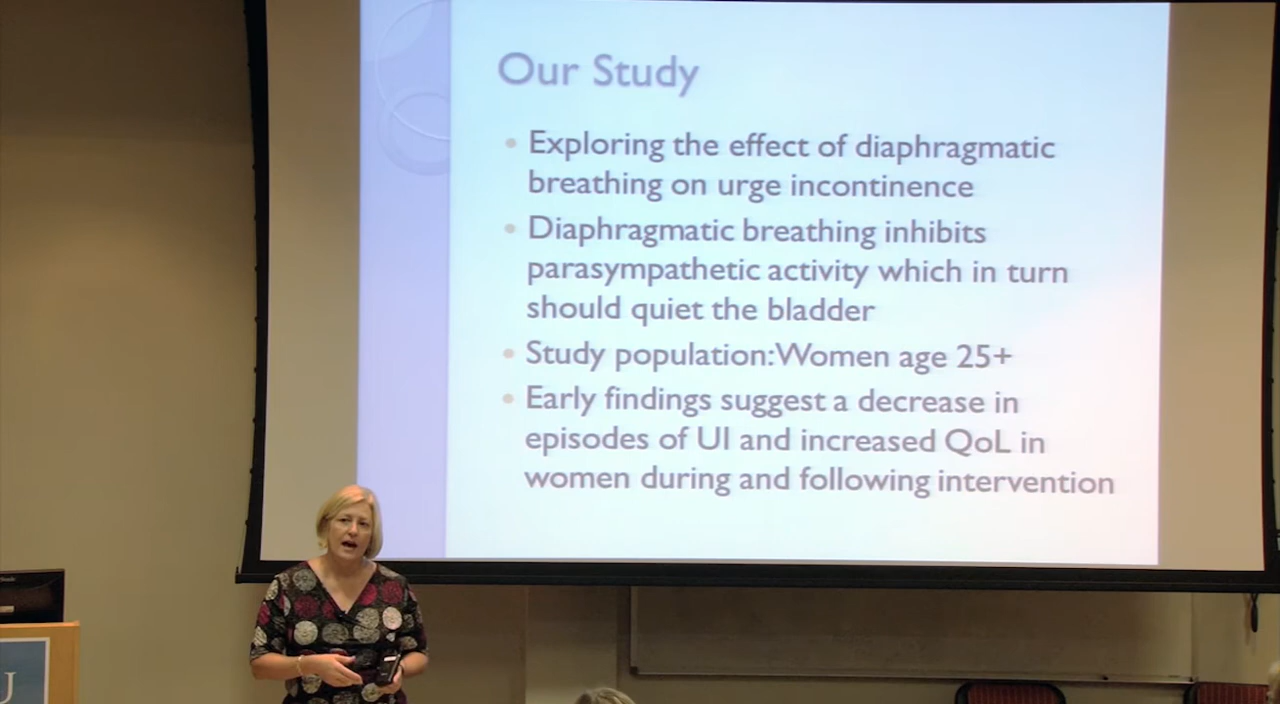 Our Study
Exploring the effect of diaphragmatic
breathing on urge incontinence
Diaphragmatic breathing inhibits
parasympathetic activity which in turn
should quiet the bladder
Study population: Women age 25+
Early findings suggest a decrease in
episodes of UI and increased QoL in
women during and following intervention
U